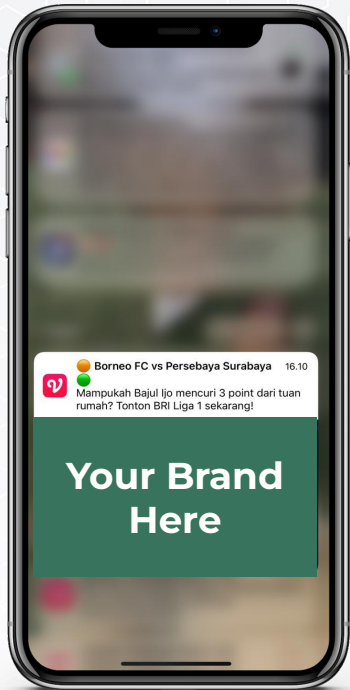 🟠 Borneo FC vs Persebaya Surabaya 16.10
🟢
Mampukah Bajul Ijo mencuri 3 point dari tuan
rumah? Tonton BRI Liga 1 sekarang!
Your Brand
Here